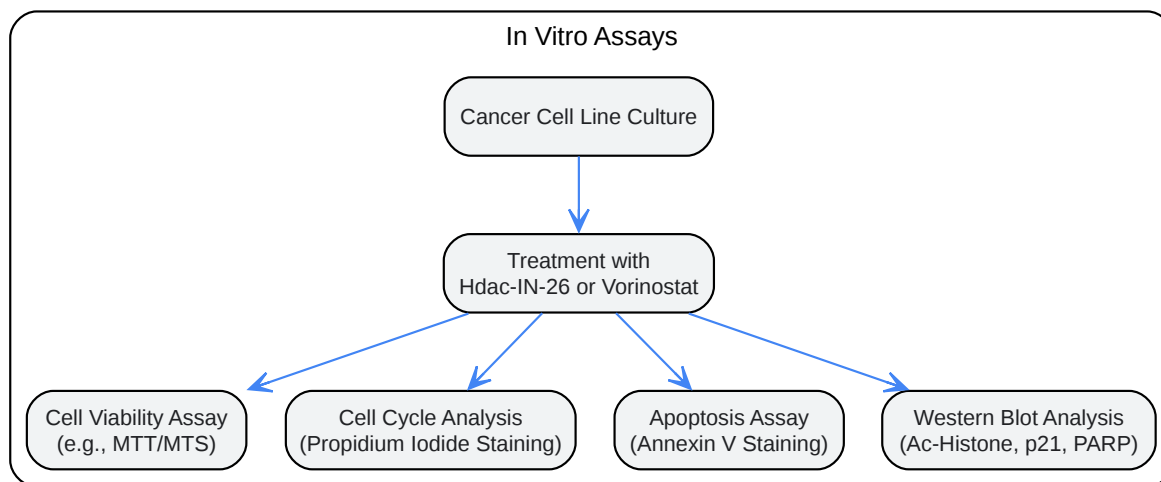 In Vitro Assays
Cancer Cell Line Culture
Treatment with
Hdac-IN-26 or Vorinostat
Cell Viability Assay
(e.g., MTT/MTS)
Cell Cycle Analysis
(Propidium Iodide Staining)
Apoptosis Assay
(Annexin V Staining)
Western Blot Analysis
(Ac-Histone, p21, PARP)